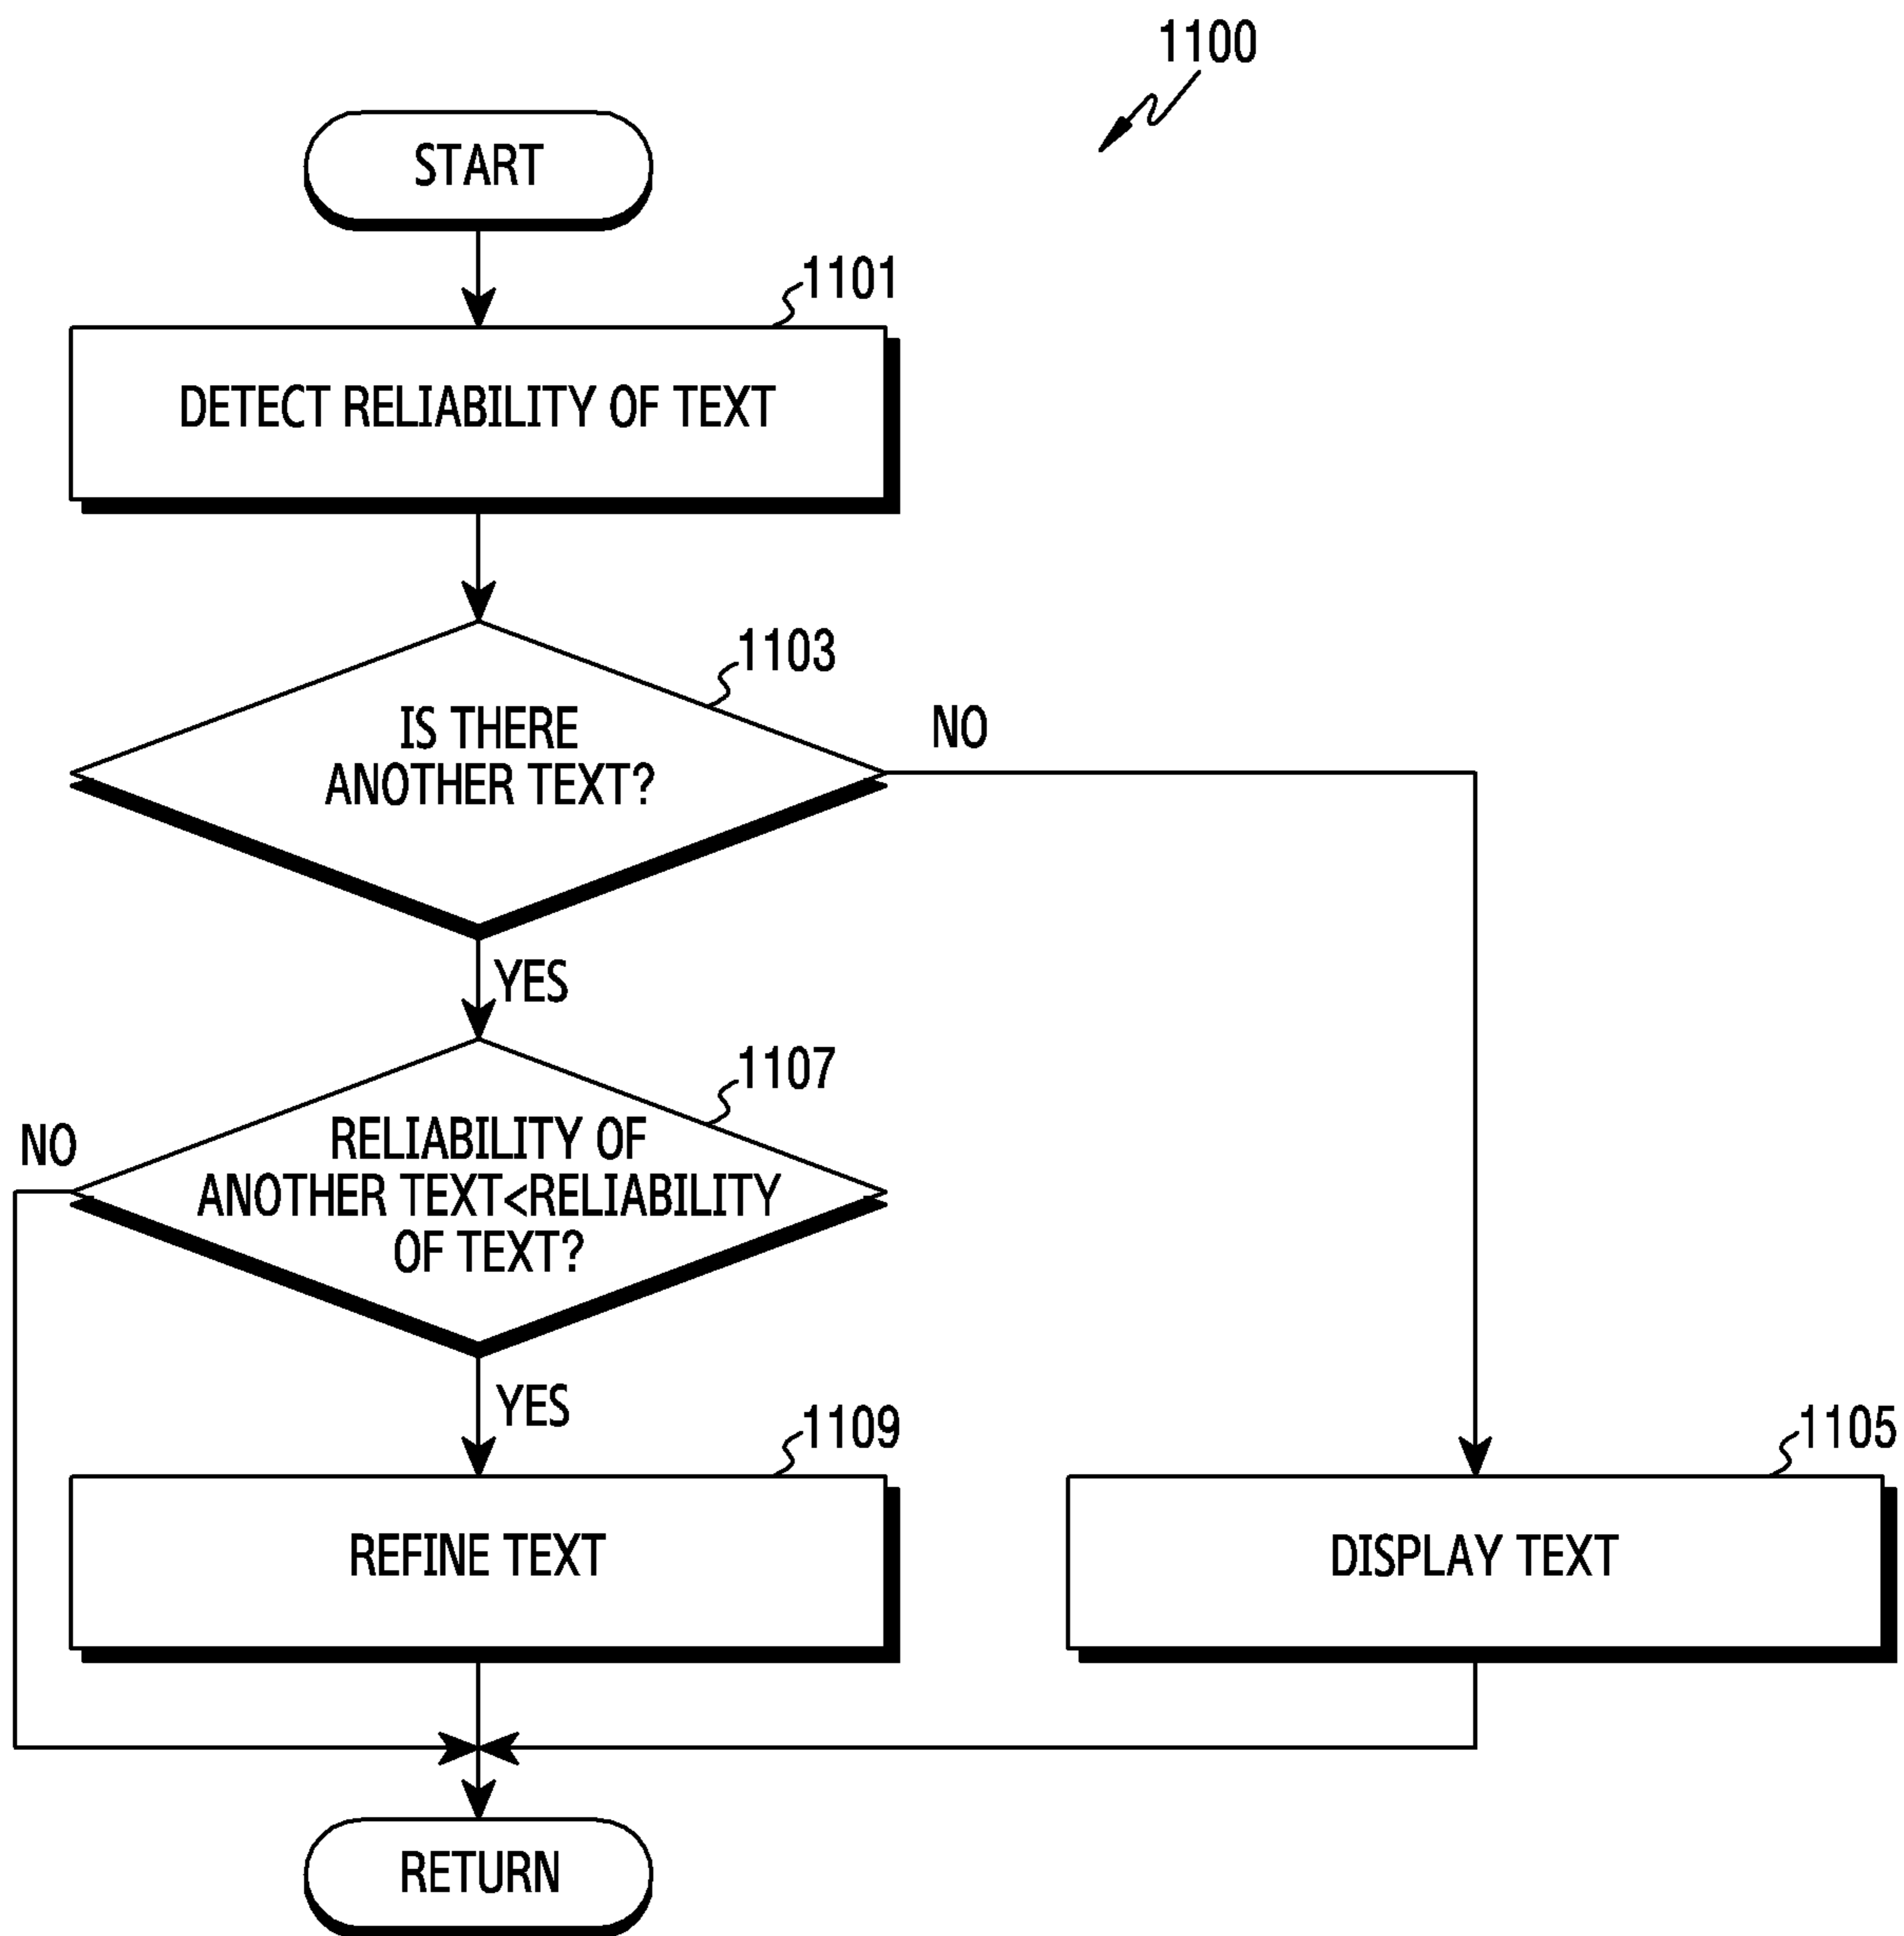 1100
START
1101
DETECT RELIABILITY OF TEXT
1103
IS THERE
ANOTHER TEXT?
NO
YES
1107
NO
RELIABILITY OF
ANOTHER TEXT<RELIABILITY
OF TEXT?
YES
1109
1105
REFINE TEXT
DISPLAY TEXT
RETURN